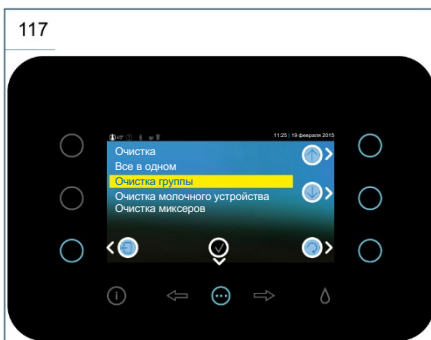 117
11:25 | 19 февраля 2015
Очистка
Все в одном
Очистка группы
Очистка молочного устройства
Очистка миксеров